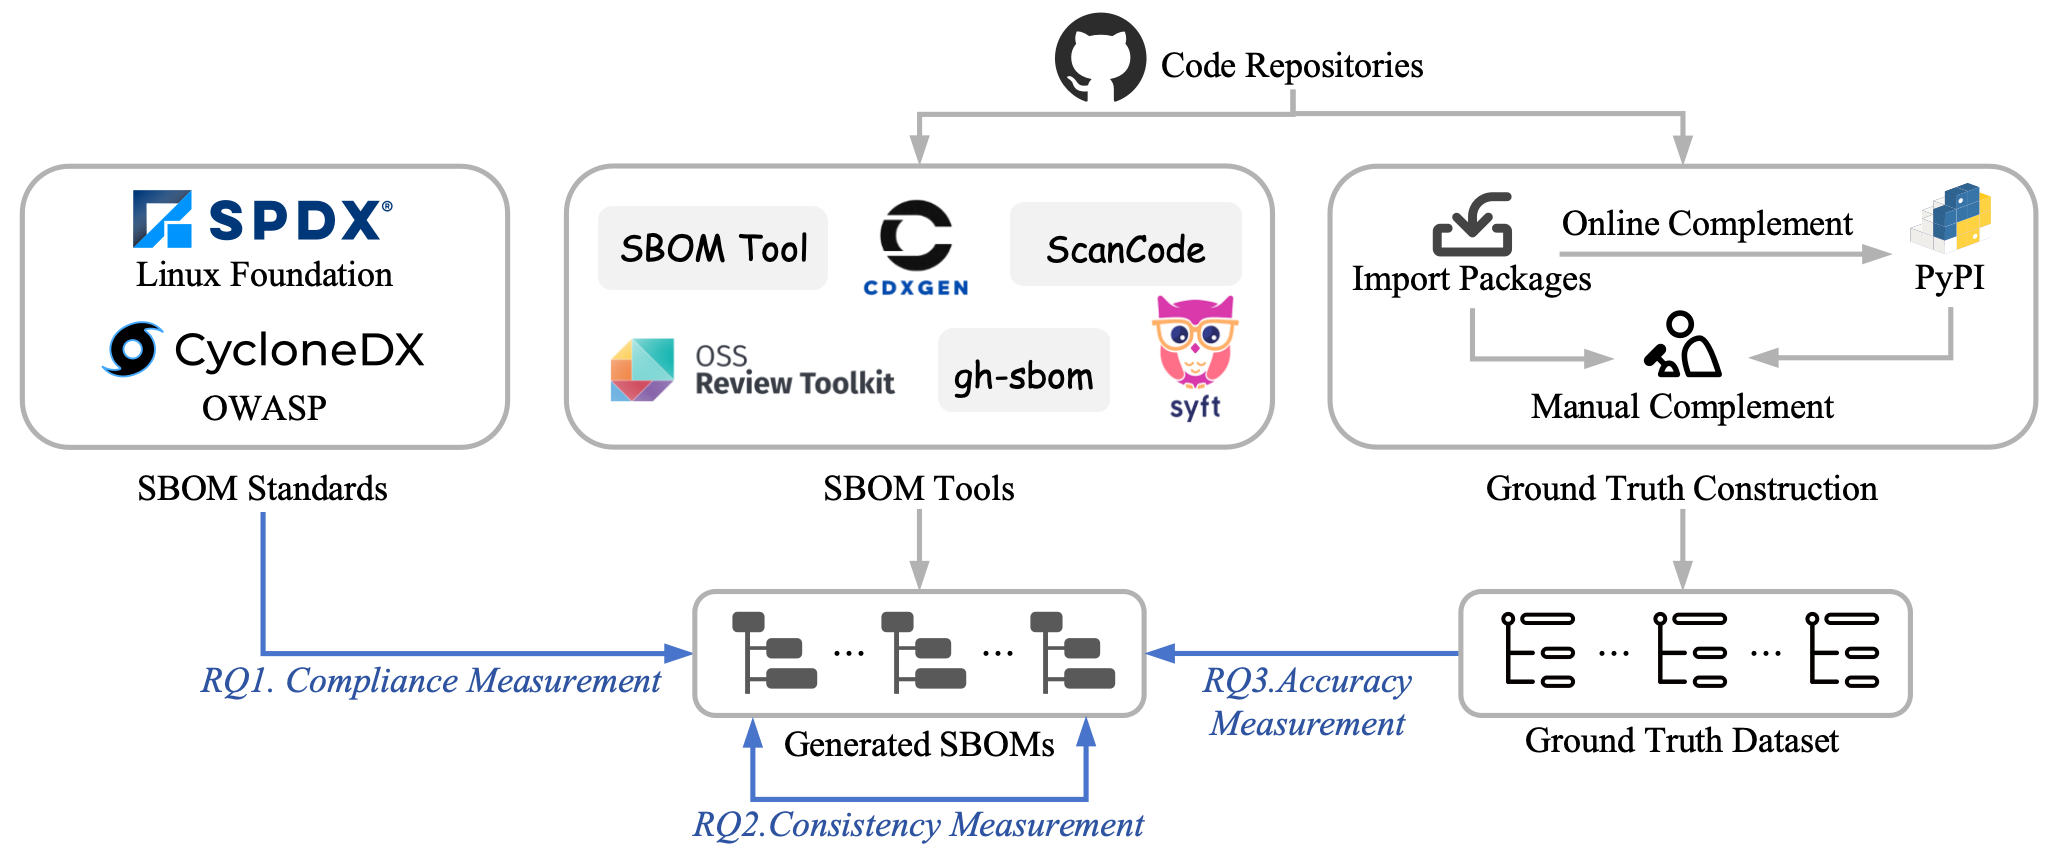 Code Repositories
SPDX®
Linux Foundation
CycloneDX
OWASP
SBOM Standards
SBOM Tool
CDXGEN
ScanCode
OSS
Review Toolkit
gh-sbom
syft
SBOM Tools
Online Complement
Import Packages
PyPI
Manual Complement
Ground Truth Construction
RQ1. Compliance Measurement
... ...
Generated SBOMs
RQ2.Consistency Measurement
RQ3.Accuracy
Measurement
... ...
Ground Truth Dataset